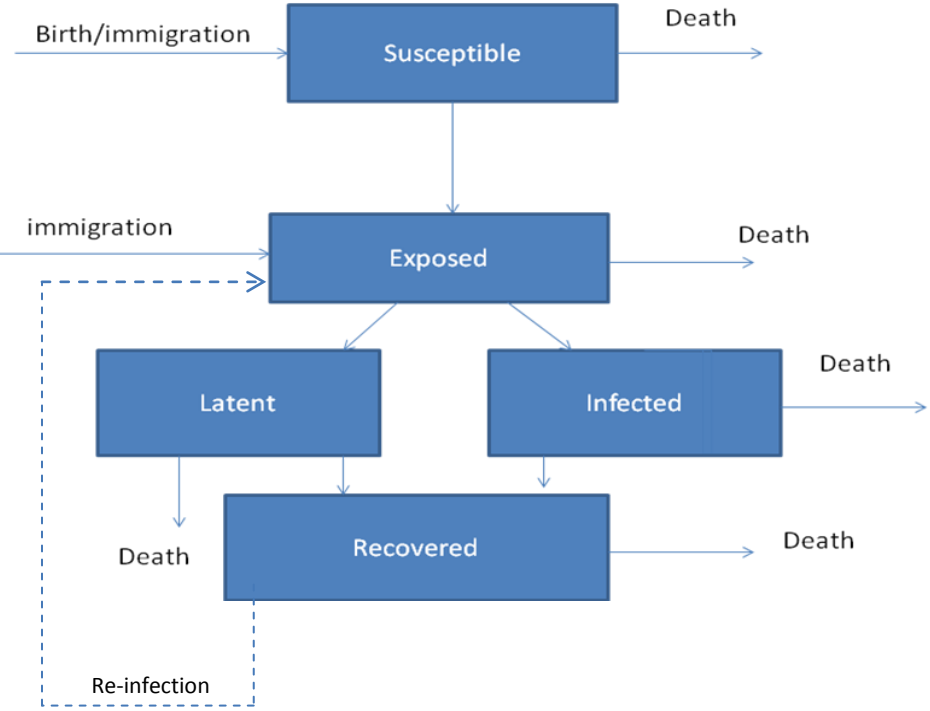 Birth/immigration
Susceptible
Death
immigration
Exposed
Death
Latent
Infected
Death
Death
Recovered
Death
Re-infection